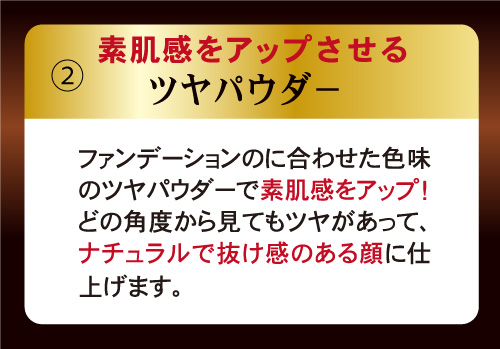 ②
素肌感をアップさせる
ツヤパウダー
ファンデーションのに合わせた色味
のツヤパウダーで素肌感をアップ！
どの角度から見てもツヤがあって、
ナチュラルで抜け感のある顔に仕
上げます。